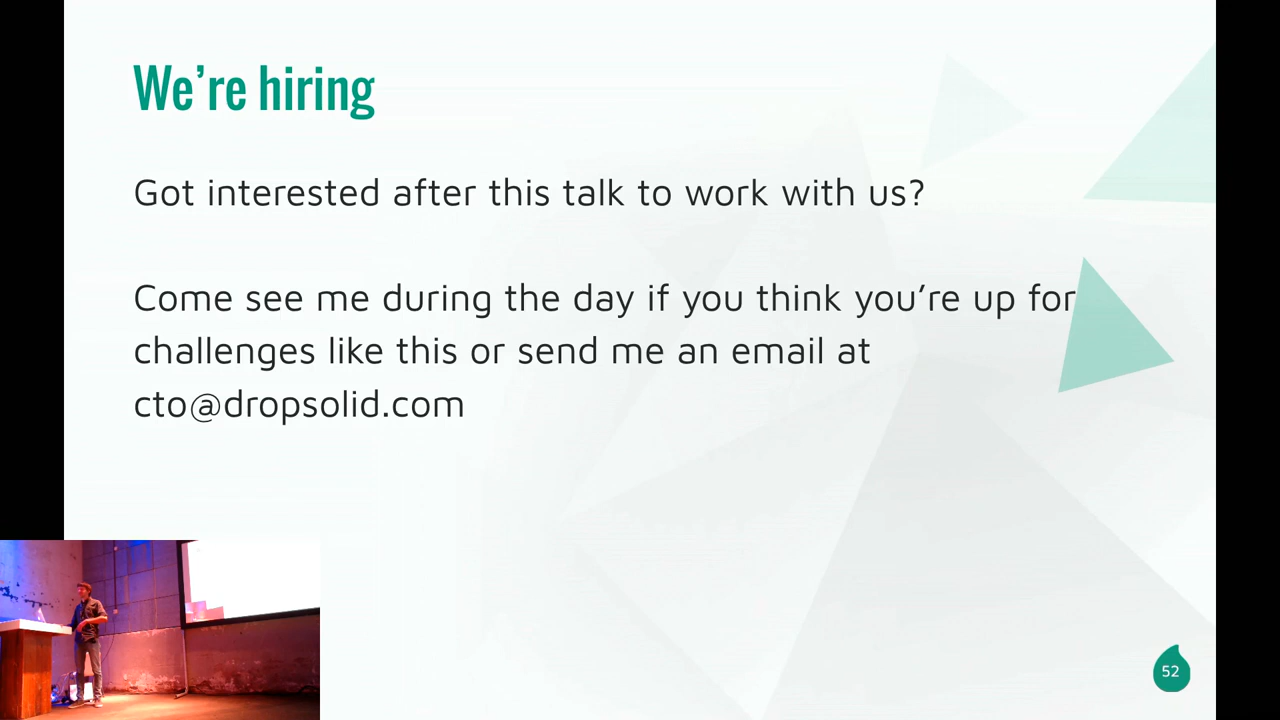 We’re hiring
Got interested after this talk to work with us?
Come see me during the day if you think you’re up for
challenges like this or send me an email at
cto@dropsolid.com
52